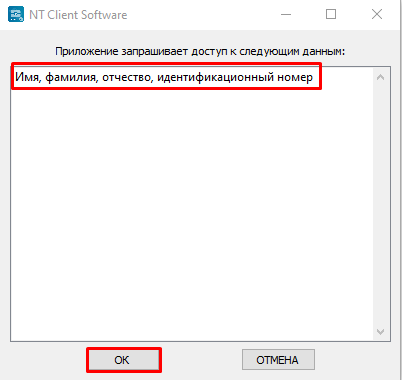 NT Client Software
Приложение запрашивает доступ к следующим данным:
Имя, фамилия, отчество, идентификационный номер
OK ОТМЕНА